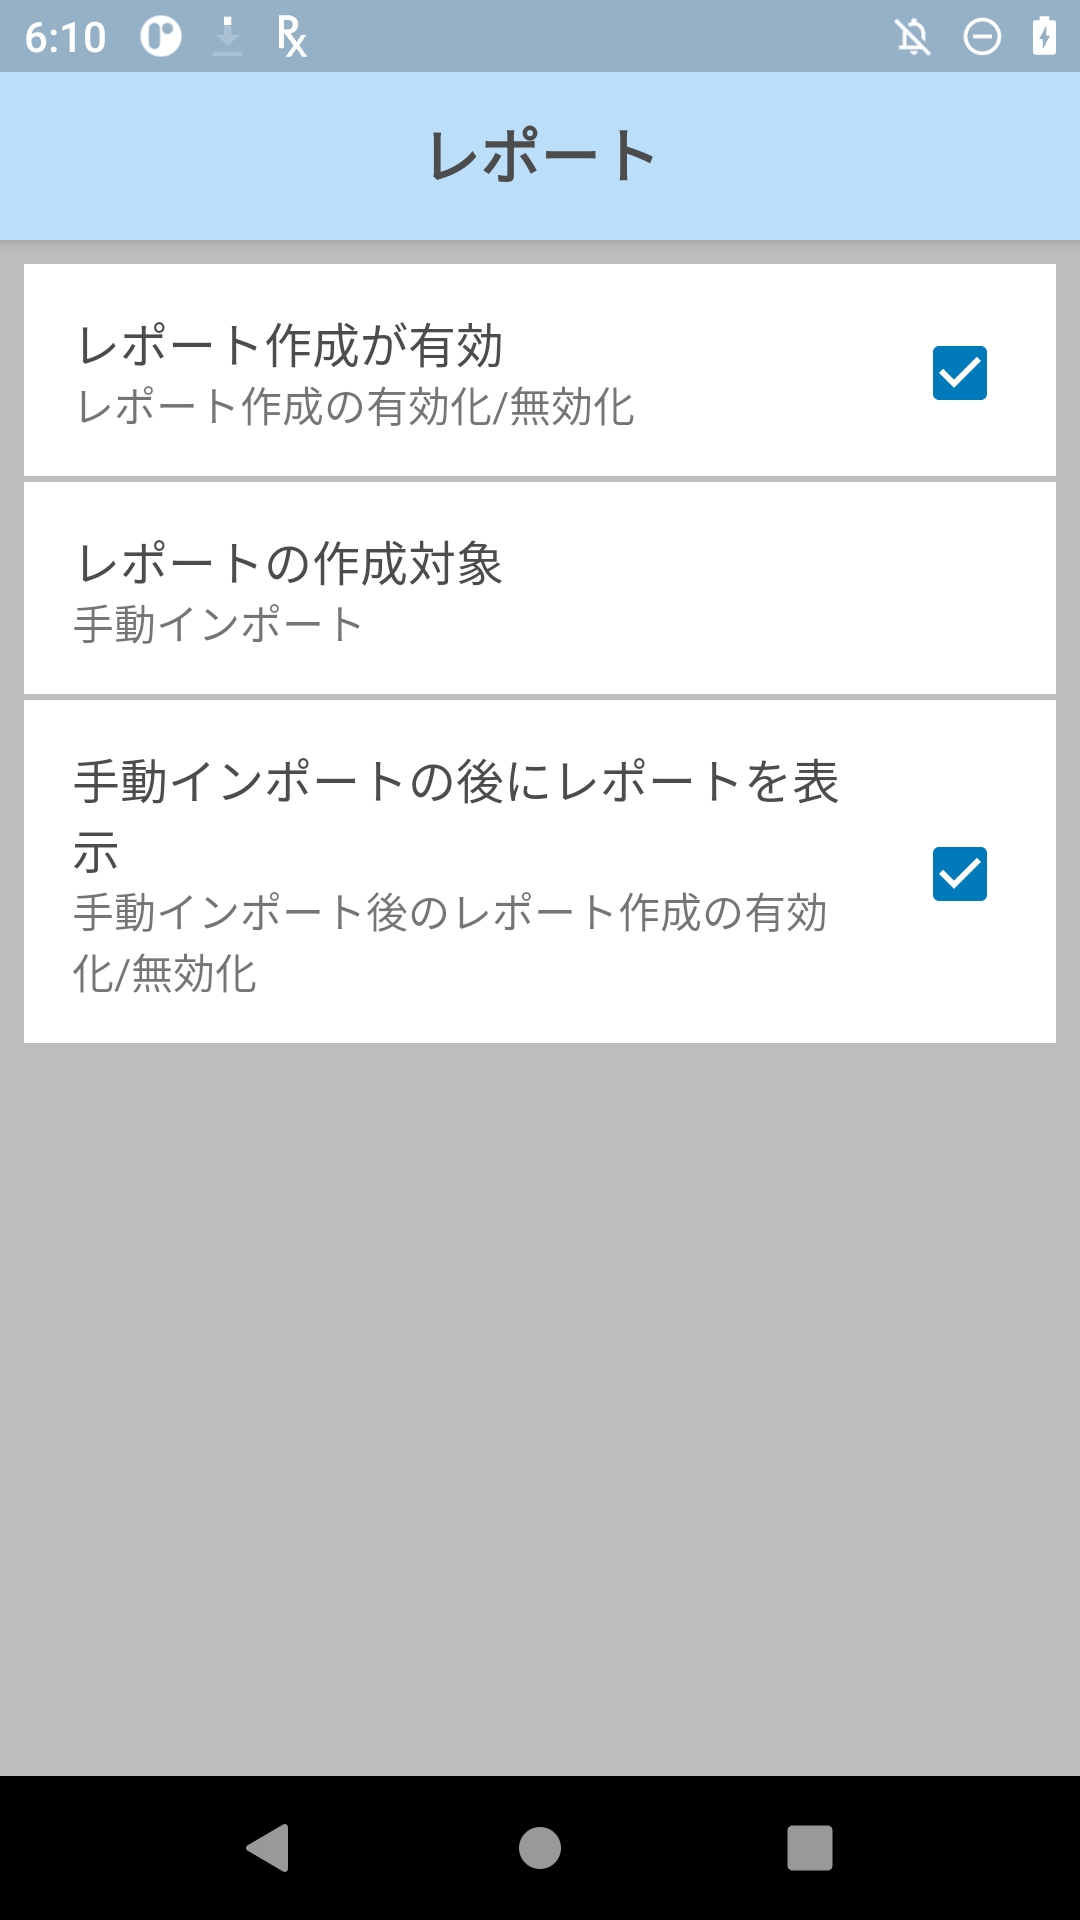 6:10
レポート
レポート作成が有効
レポート作成の有効化/無効化
レポートの作成対象
手動インポート
手動インポートの後にレポートを表
示
手動インポート後のレポート作成の有効
化/無効化